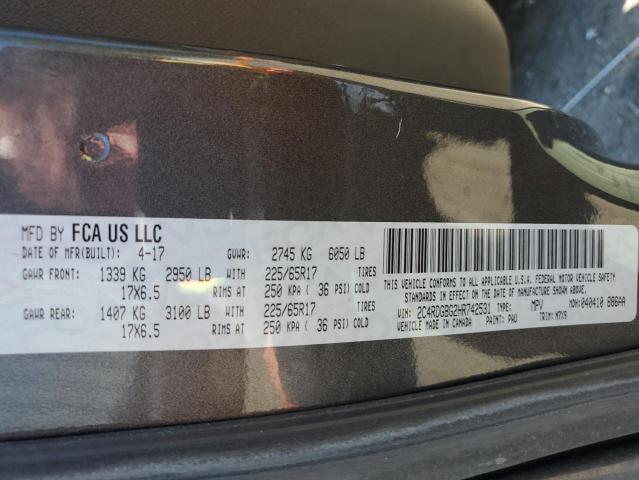 MFD BY FCA US LLC
DATE OF MFR(BUILT): 4-17 GVWR: 2745 KG 6050 LB
GAWR FRONT: 1339 KG 2950 LB WITH 225/65R17 TIRES
17X6.5 RIMS AT 250 KPA ( 36 PSI) COLD
GAWR REAR: 1407 KG 3100 LB WITH 225/65R17 TIRES
17X6.5 RIMS AT 250 KPA ( 36 PSI) COLD
THIS VEHICLE CONFORMS TO ALL APPLICABLE U.S.A. FEDERAL MOTOR VEHICLE SAFETY
STANDARDS IN EFFECT ON THE DATE OF MANUFACTURE SHOWN ABOVE.
VIN: 2C4RDGBG2HR742531 TYPE: MPV MDH: 040410 886AA
VEHICLE MADE IN CANADA PAINT: PAU TRIM: M7X9